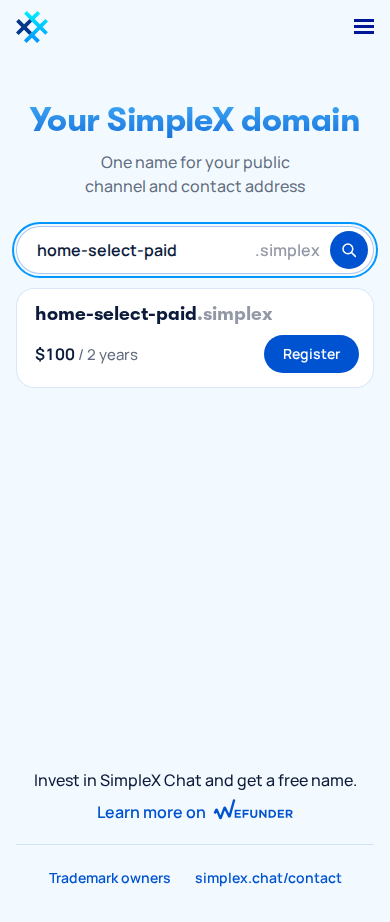 Your SimpleX domain
One name for your public
channel and contact address
home-select-paid .simplex
home-select-paid.simplex
$100 / 2 years
Register
Invest in SimpleX Chat and get a free name.
Learn more on WEFUNDER
Trademark owners simplex.chat/contact